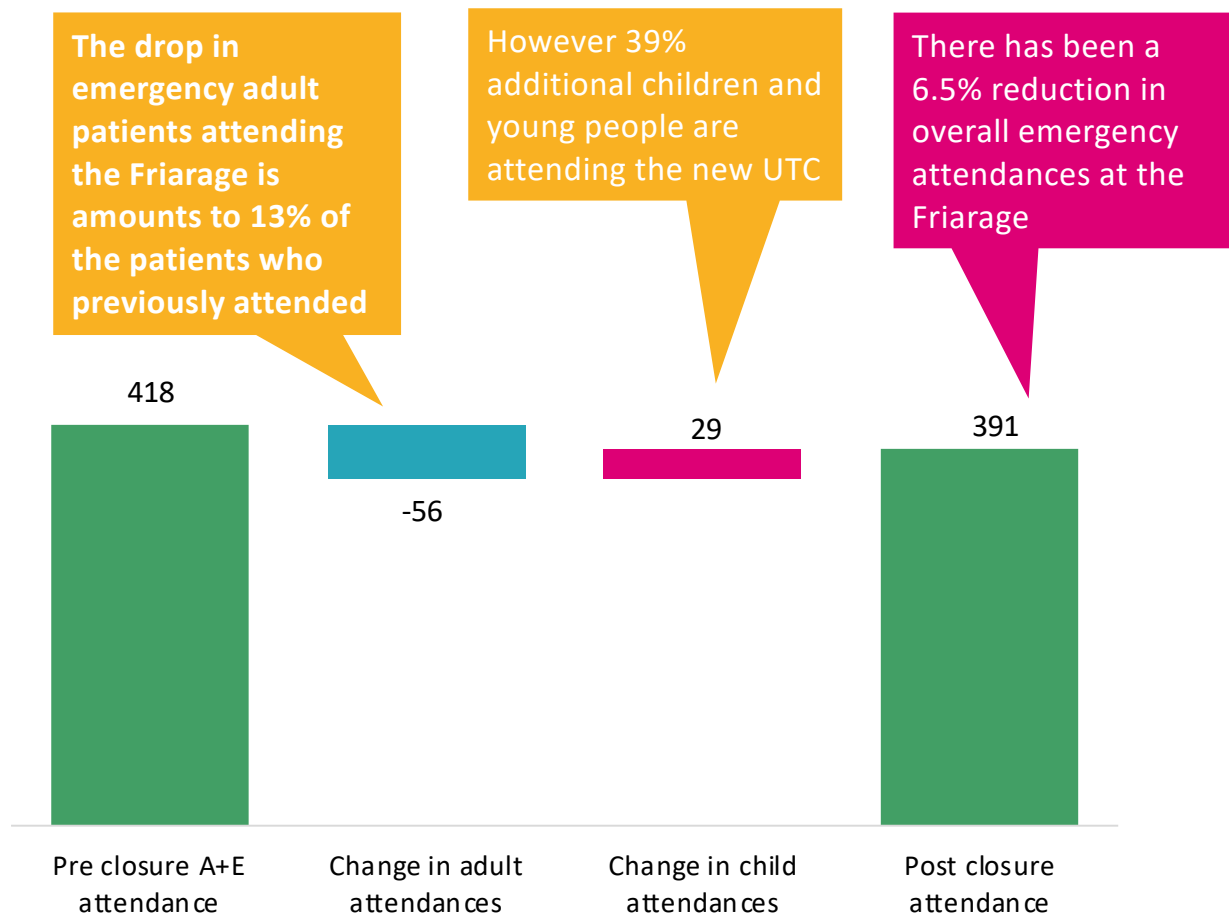 The drop in
emergency adult
patients attending
the Friarage is
amounts to 13% of
the patients who
previously attended
However 39%
additional children and
young people are
attending the new UTC
There has been a
6.5% reduction in
overall emergency
attendances at the
Friarage
418
-56
29
391
Pre closure A+E
attendance
Change in adult
attendances
Change in child
attendances
Post closure
attendance